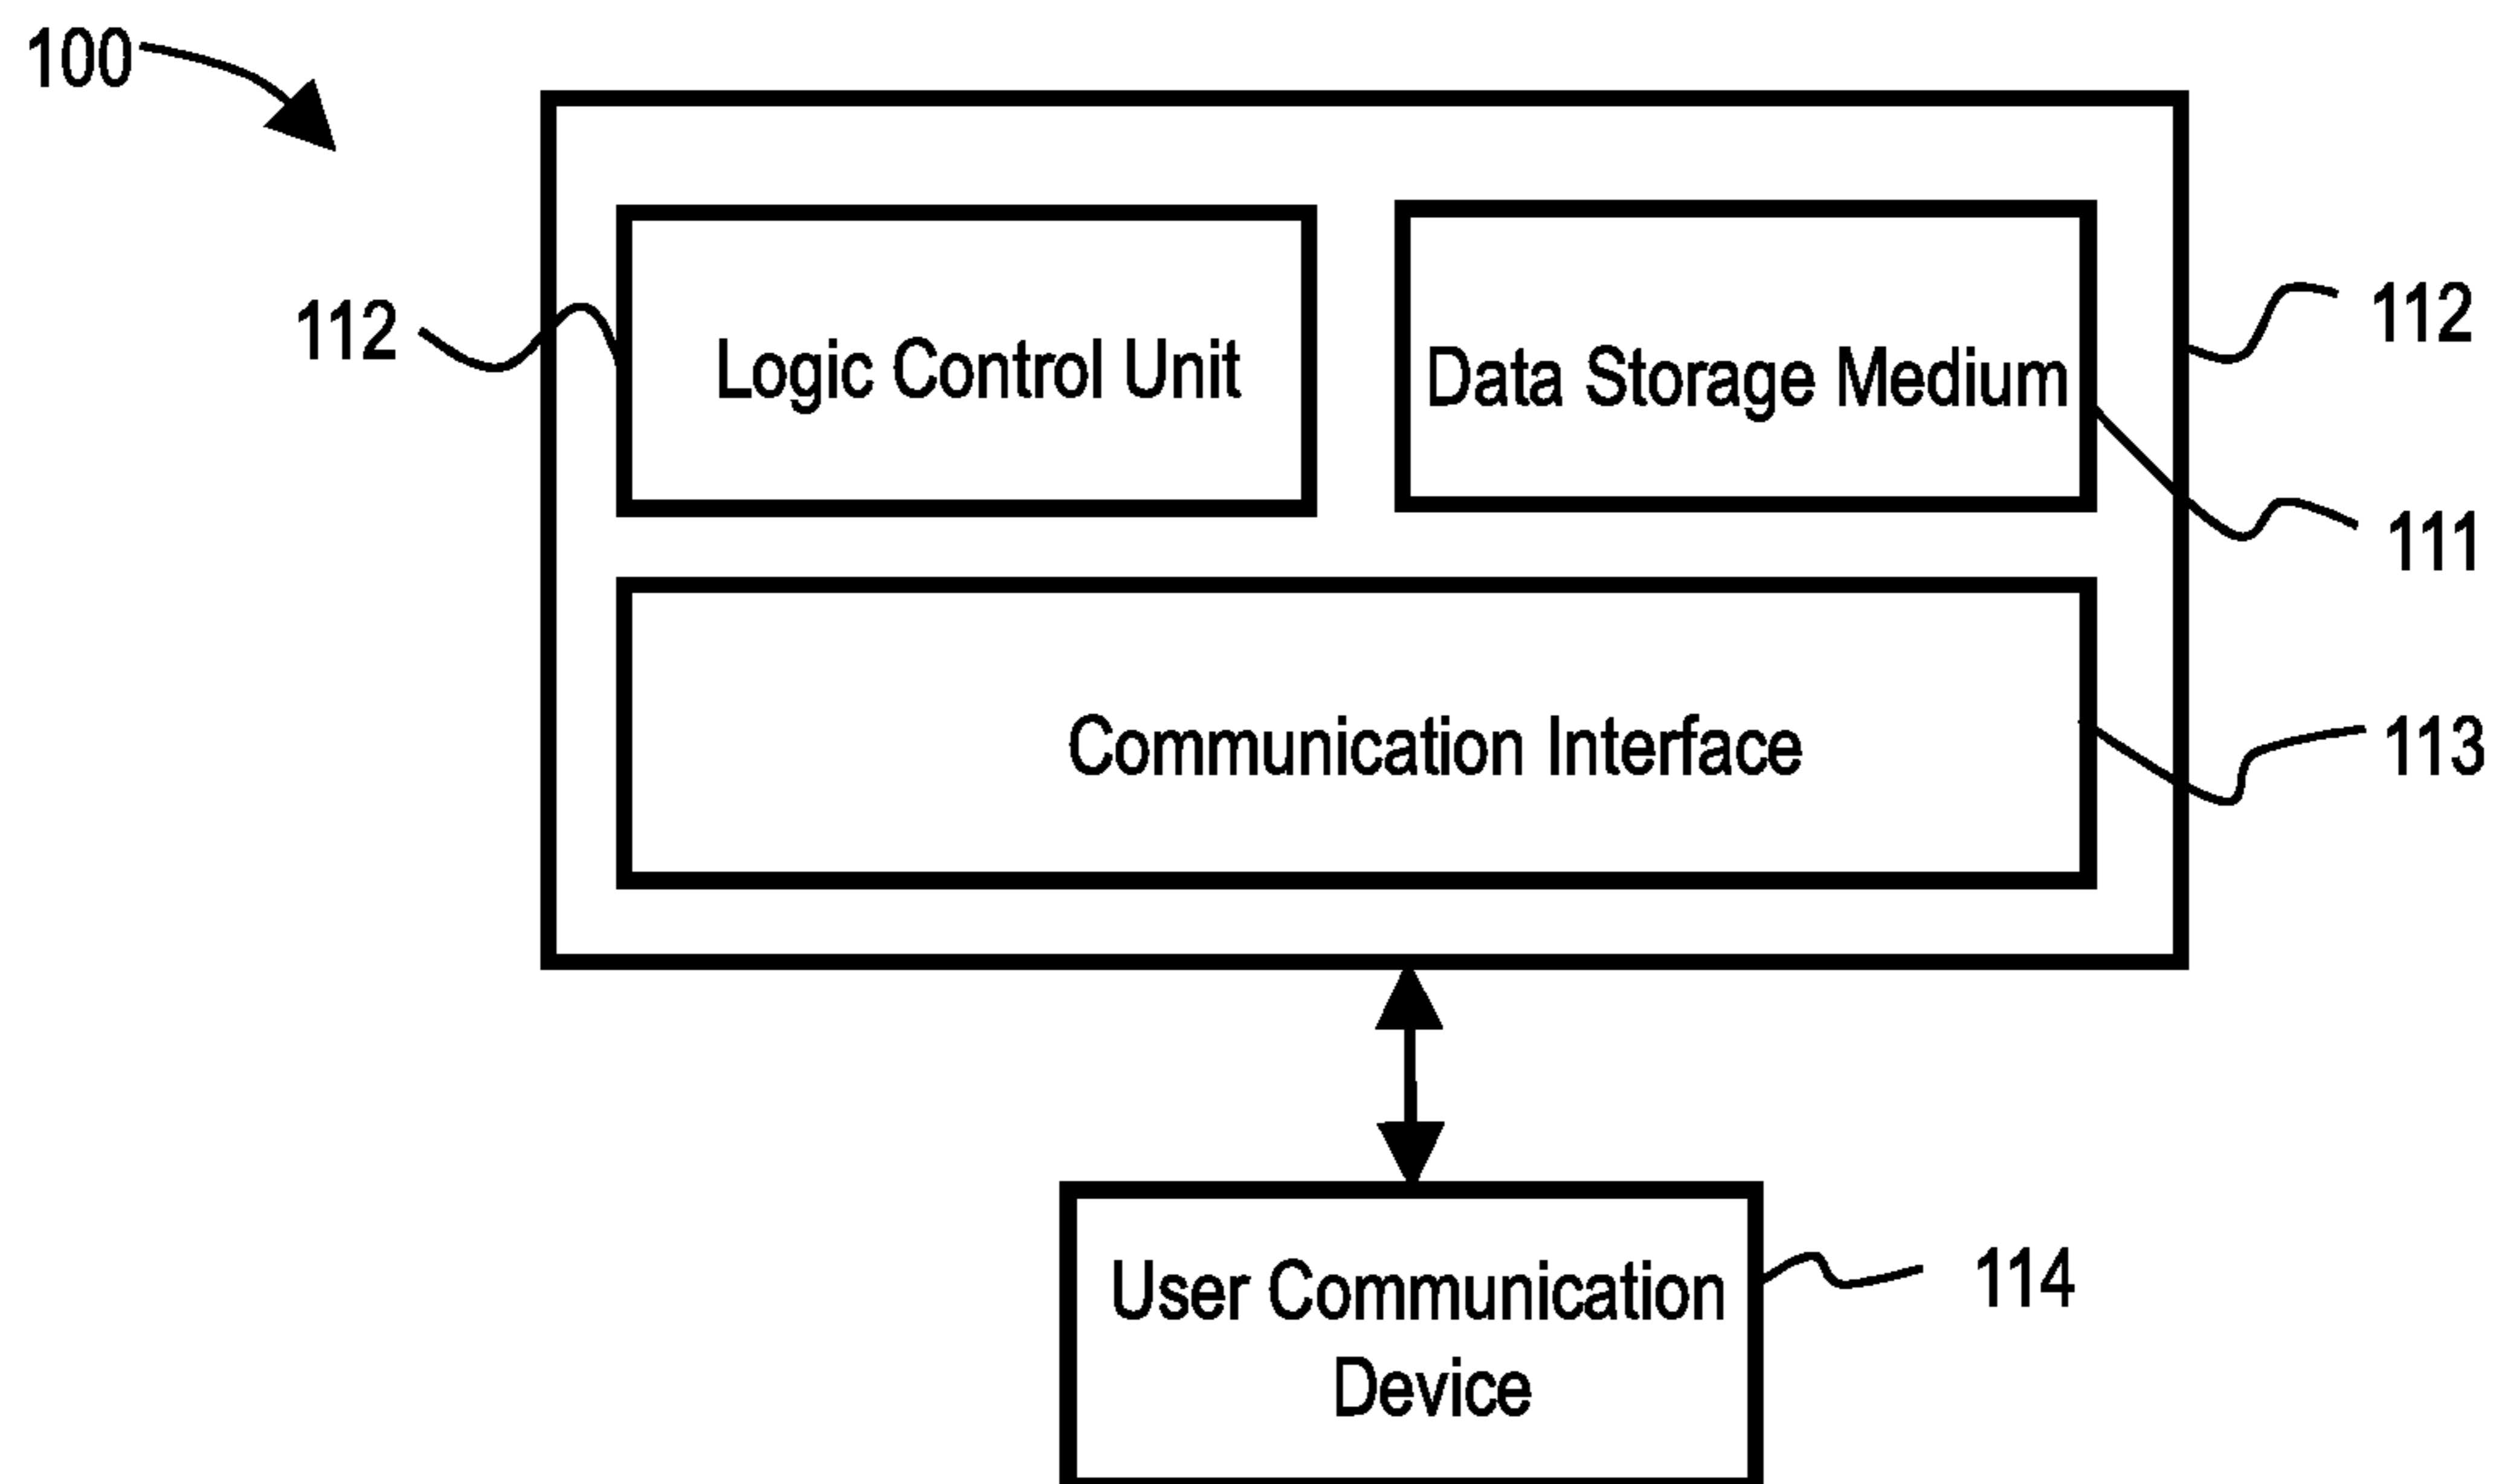 100
112
Logic Control Unit
Data Storage Medium
112
111
Communication Interface
113
User Communication
Device
114